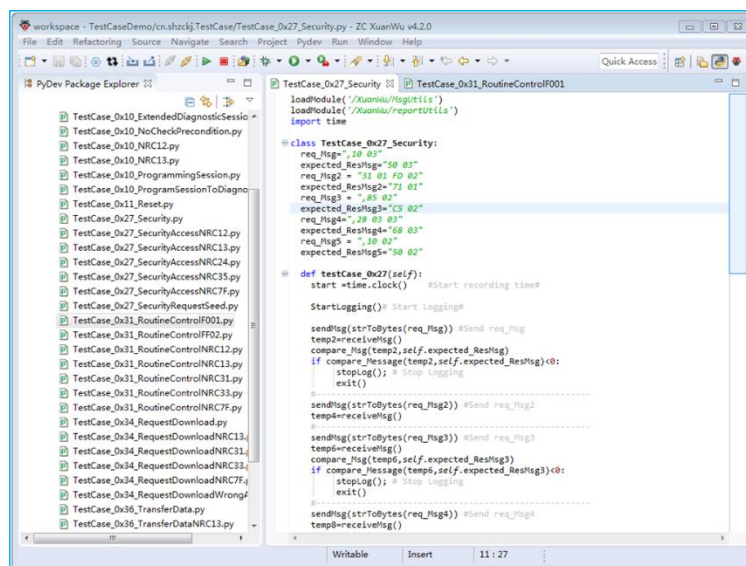 workspace - TestCaseDemo/cn.shzckj.TestCase/TestCase_0x27_Security.py - ZC XuanWu v4.2.0
File Edit Refactoring Source Navigate Search Project Pydev Run Window Help
Quick Access
PyDev Package Explorer
TestCase_0x10_ExtendedDiagnosticSessio
TestCase_0x10_NoCheckPrecondition.py
TestCase_0x10_NRC12.py
TestCase_0x10_NRC13.py
TestCase_0x10_ProgrammingSession.py
TestCase_0x10_ProgramSessionToDiagno
TestCase_0x11_Reset.py
TestCase_0x27_Security.py
TestCase_0x27_SecurityAccessNRC12.py
TestCase_0x27_SecurityAccessNRC13.py
TestCase_0x27_SecurityAccessNRC24.py
TestCase_0x27_SecurityAccessNRC35.py
TestCase_0x27_SecurityAccessNRC7F.py
TestCase_0x27_SecurityRequestSeed.py
TestCase_0x31_RoutineControlF001.py
TestCase_0x31_RoutineControlFF02.py
TestCase_0x31_RoutineControlNRC12.py
TestCase_0x31_RoutineControlNRC13.py
TestCase_0x31_RoutineControlNRC31.py
TestCase_0x31_RoutineControlNRC33.py
TestCase_0x31_RoutineControlNRC7F.py
TestCase_0x34_RequestDownload.py
TestCase_0x34_RequestDownloadNRC13.
TestCase_0x34_RequestDownloadNRC31.
TestCase_0x34_RequestDownloadNRC33.
TestCase_0x34_RequestDownloadNRC7F.
TestCase_0x34_RequestDownloadWrongA
TestCase_0x36_TransferData.py
TestCase_0x36_TransferDataNRC13.py
TestCase_0x27_Security TestCase_0x31_RoutineControlF001
loadModule('/XuanWu/MsgUtils')
loadModule('/XuanWu/reportUtils')
import time
class TestCase_0x27_Security:
req_Msg=",10 03"
expected_ResMsg="50 03"
req_Msg2 = "31 01 FD 02"
expected_ResMsg2="71 01"
req_Msg3 = ",85 02"
expected_ResMsg3="C5 02"
req_Msg4=",28 03 03"
expected_ResMsg4="68 03"
req_Msg5 = ",10 02"
expected_ResMsg5="50 02"
def testCase_0x27(self):
start =time.clock() #Start recording time#
StartLogging()# Start Logging#
sendMsg(strToBytes(req_Msg)) #Send req_Msg
temp2=receiveMsg()
compare_Msg(temp2,self.expected_ResMsg)
if compare_Message(temp2,self.expected_ResMsg)<0:
stopLog(); # Stop Logging
exit()
#----------------------------------------------------
sendMsg(strToBytes(req_Msg2)) #Send req_Msg2
temp4=receiveMsg()
#----------------------------------------------------
sendMsg(strToBytes(req_Msg3)) #Send req_Msg3
temp6=receiveMsg()
compare_Msg(temp6,self.expected_ResMsg3)
if compare_Message(temp6,self.expected_ResMsg3)<0:
stopLog(); # Stop Logging
exit()
#----------------------------------------------------
sendMsg(strToBytes(req_Msg4)) #Send req_Msg4
temp8=receiveMsg()
Writable Insert 11 : 27